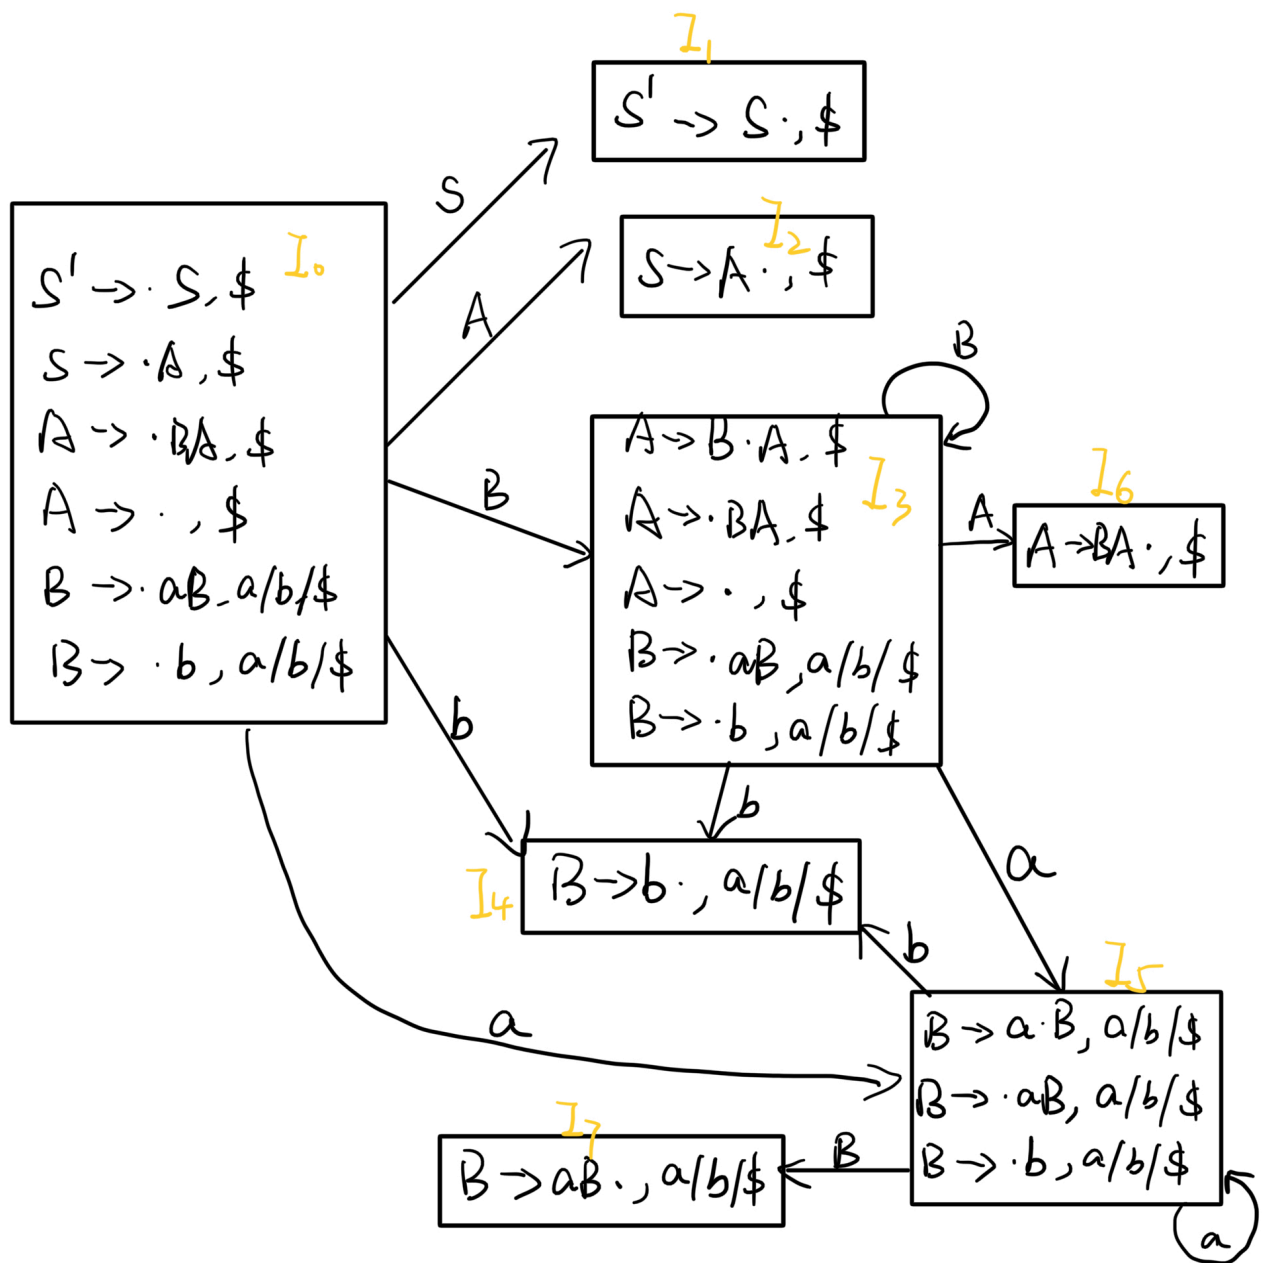 I₁
S' → S·, $
S
I₀
S' → · S, $
S → ·A, $
A → ·BA, $
A → ·, $
B → · aB, a/b/$
B → ·b, a/b/$
A
I₂
S → A·, $
B
B
I₃
A → B·A, $
A → ·BA, $
A → ·, $
B → ·aB, a/b/$
B → ·b, a/b/$
A
I₆
A → BA·, $
b
b
a
I₄
B → b·, a/b/$
b
a
I₅
B → a·B, a/b/$
B → ·aB, a/b/$
B → ·b, a/b/$
I₇
B → aB·, a/b/$
B
a